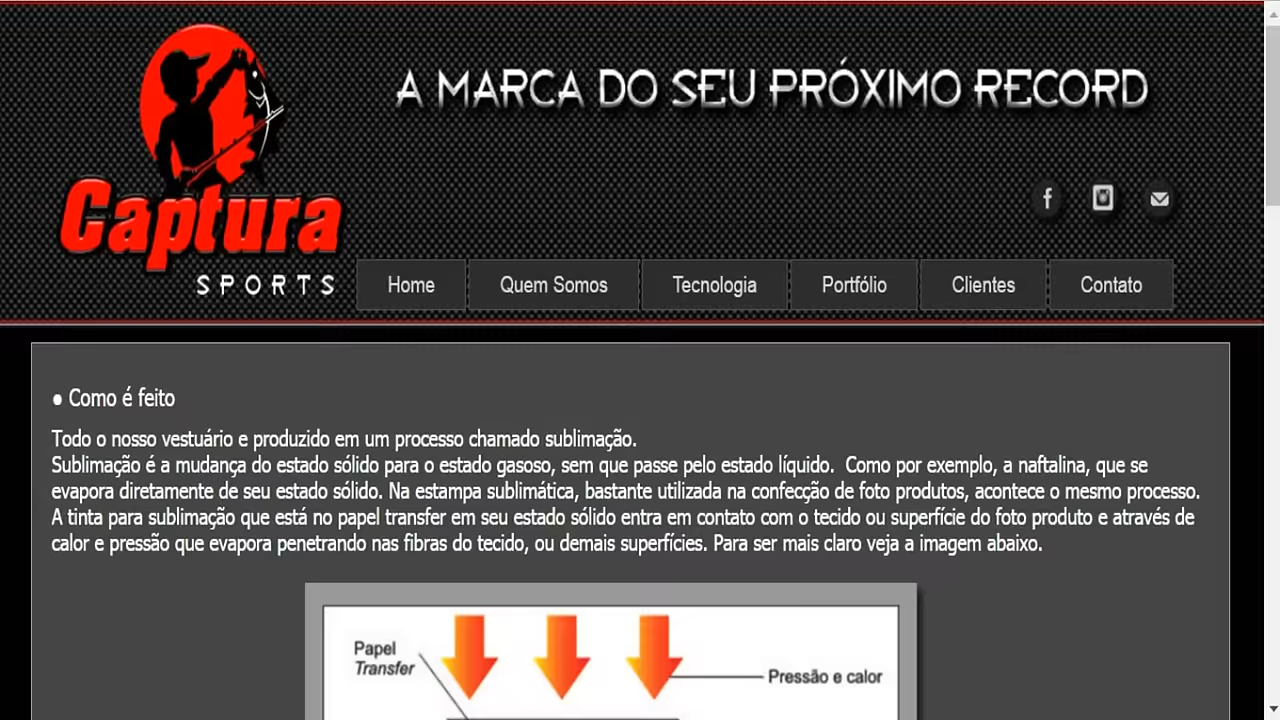 A MARCA DO SEU PRÓXIMO RECORD
Captura
SPORTS
Home Quem Somos Tecnologia Portfólio Clientes Contato
● Como é feito
Todo o nosso vestuário e produzido em um processo chamado sublimação.
Sublimação é a mudança do estado sólido para o estado gasoso, sem que passe pelo estado líquido.  Como por exemplo, a naftalina, que se
evapora diretamente de seu estado sólido. Na estampa sublimática, bastante utilizada na confecção de foto produtos, acontece o mesmo processo.
A tinta para sublimação que está no papel transfer em seu estado sólido entra em contato com o tecido ou superfície do foto produto e através de
calor e pressão que evapora penetrando nas fibras do tecido, ou demais superfícies. Para ser mais claro veja a imagem abaixo.
Papel
Transfer
Pressão e calor